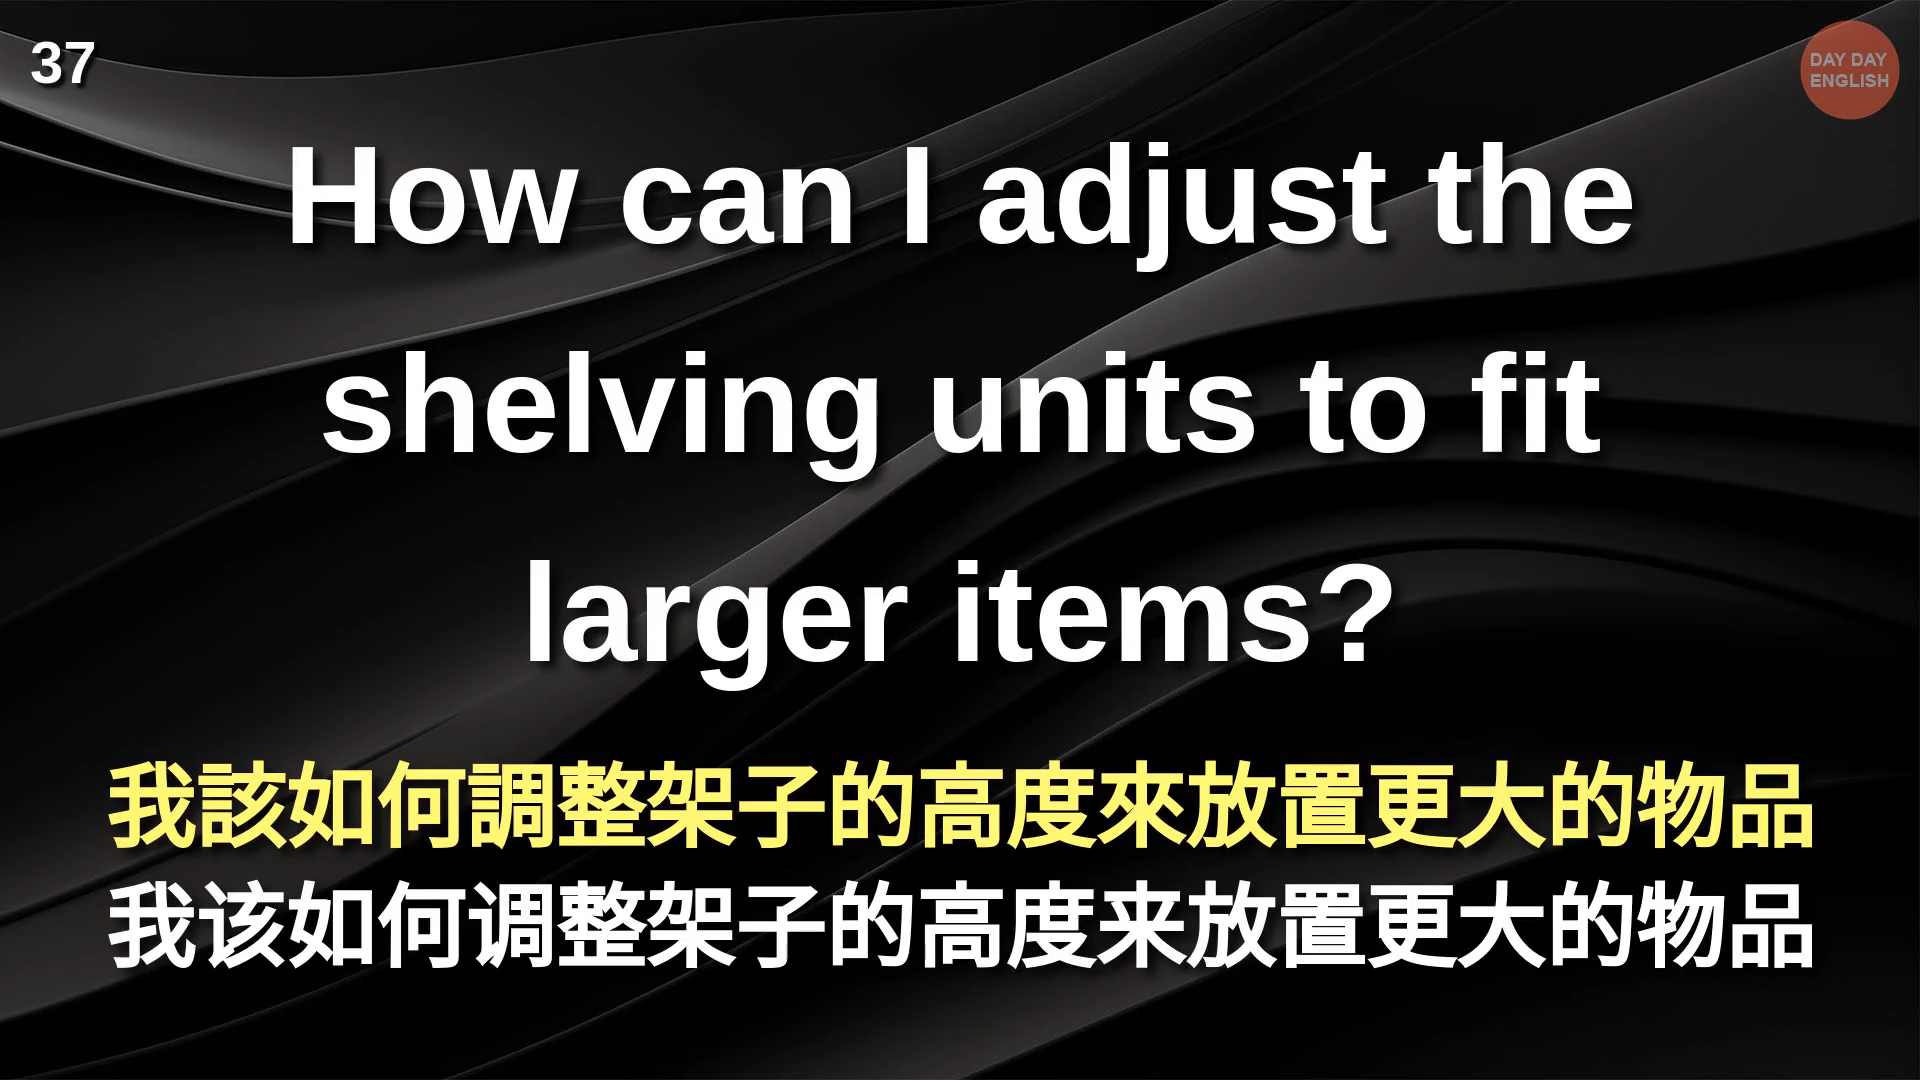 37
DAY DAY
ENGLISH
How can I adjust the
shelving units to fit
larger items?
我該如何調整架子的高度來放置更大的物品
我该如何调整架子的高度来放置更大的物品